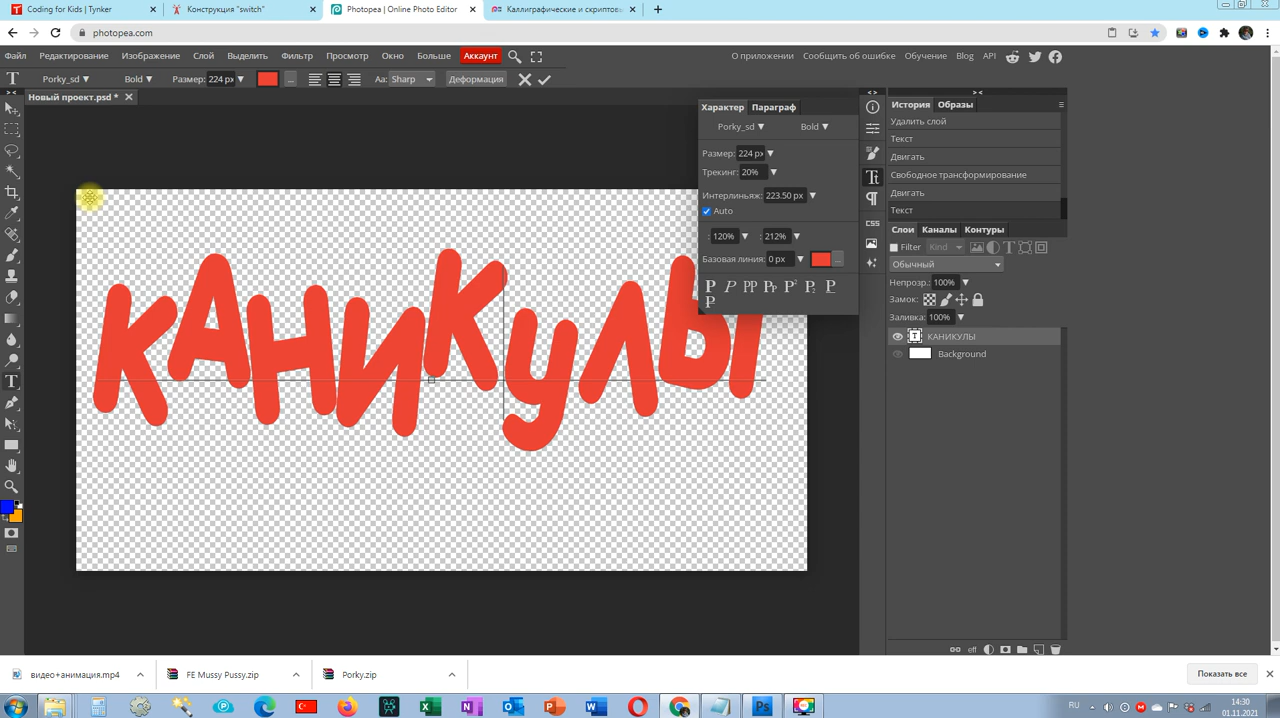 Coding for Kids | Tynker
Конструкция "switch"
Photopea | Online Photo Editor
Каллиграфические и скриптовы
photopea.com
Файл Редактирование Изображение Слой Выделить Фильтр Просмотр Окно Больше Аккаунт
О приложении Сообщить об ошибке Обучение Blog API
Porky_sd Bold Размер: 224 px Aa: Sharp Деформация
Новый проект.psd *
Характер Параграф
Porky_sd Bold
Размер: 224 px
Трекинг: 20%
Интерлиньяж: 223.50 px
Auto
: 120% : 212%
Базовая линия: 0 px
CSS
История Образы
Удалить слой
Текст
Двигать
Свободное трансформирование
Двигать
Текст
Слои Каналы Контуры
Filter Kind
Обычный
Непрозр.: 100%
Замок:
Заливка: 100%
КАНИКУЛЫ
Background
eff
КАНИКУЛЫ
видео+анимация.mp4
FE Mussy Pussy.zip
Porky.zip
Показать все
RU
14:30
01.11.2021